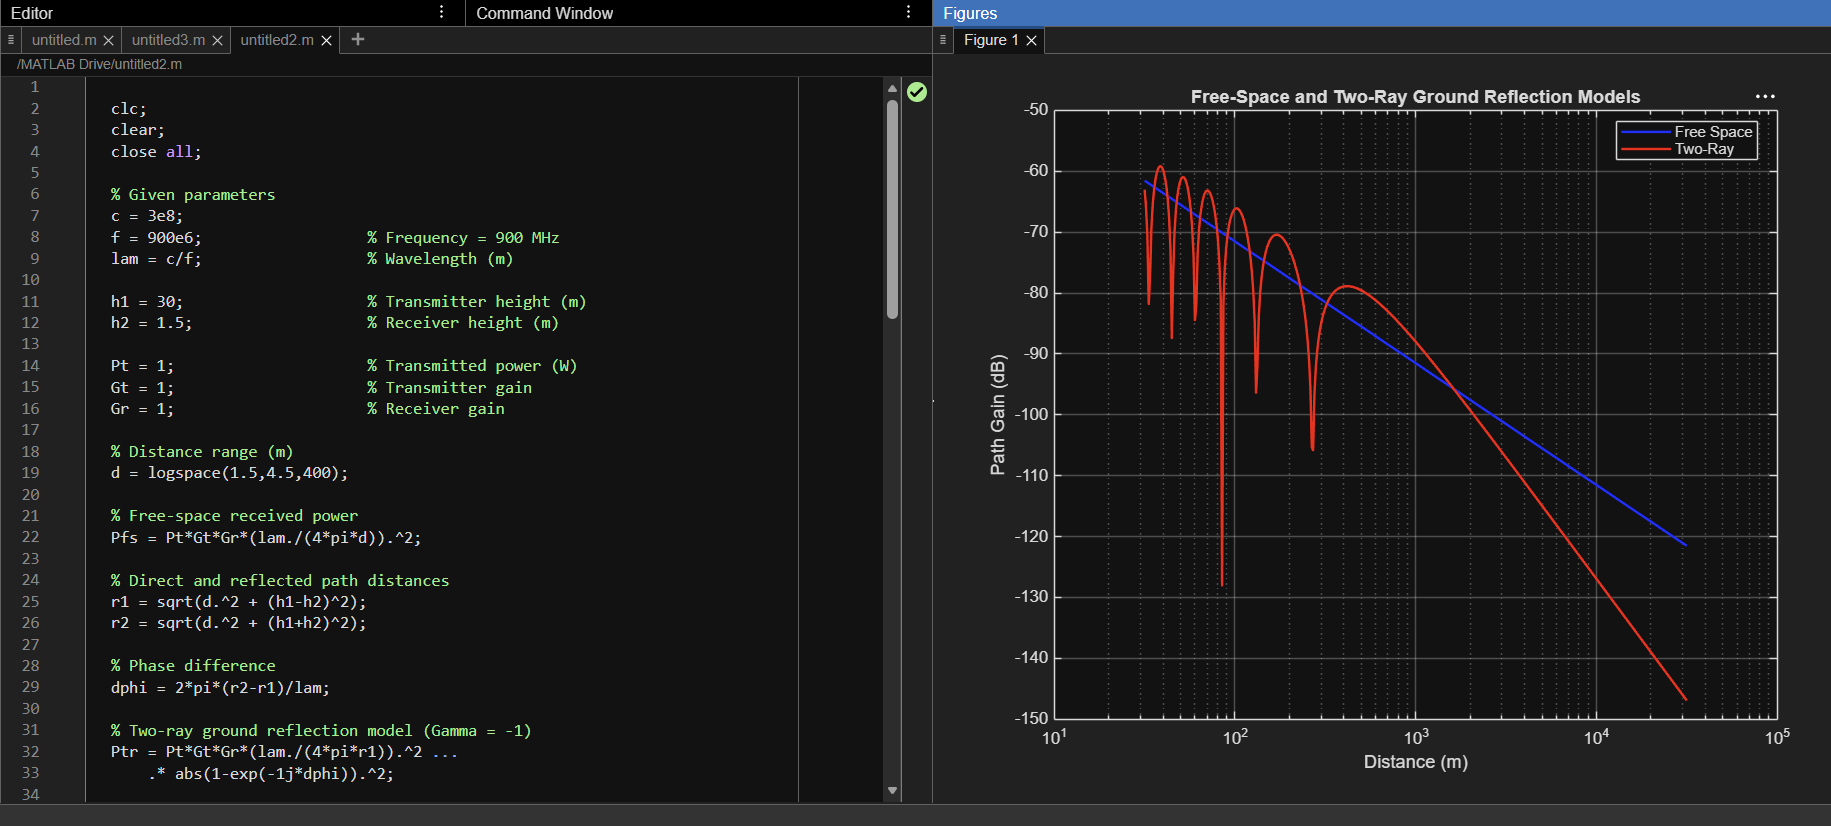 Editor
Command Window
Figures
untitled.m
untitled3.m
untitled2.m
Figure 1
/MATLAB Drive/untitled2.m
1
2 clc;
3 clear;
4 close all;
5
6 % Given parameters
7 c = 3e8;
8 f = 900e6; % Frequency = 900 MHz
9 lam = c/f; % Wavelength (m)
10
11 h1 = 30; % Transmitter height (m)
12 h2 = 1.5; % Receiver height (m)
13
14 Pt = 1; % Transmitted power (W)
15 Gt = 1; % Transmitter gain
16 Gr = 1; % Receiver gain
17
18 % Distance range (m)
19 d = logspace(1.5,4.5,400);
20
21 % Free-space received power
22 Pfs = Pt*Gt*Gr*(lam./(4*pi*d)).^2;
23
24 % Direct and reflected path distances
25 r1 = sqrt(d.^2 + (h1-h2)^2);
26 r2 = sqrt(d.^2 + (h1+h2)^2);
27
28 % Phase difference
29 dphi = 2*pi*(r2-r1)/lam;
30
31 % Two-ray ground reflection model (Gamma = -1)
32 Ptr = Pt*Gt*Gr*(lam./(4*pi*r1)).^2 ...
33 .* abs(1-exp(-1j*dphi)).^2;
34
Free-Space and Two-Ray Ground Reflection Models
Free Space
Two-Ray
Path Gain (dB)
-50
-60
-70
-80
-90
-100
-110
-120
-130
-140
-150
10¹ 10² 10³ 10⁴ 10⁵
Distance (m)